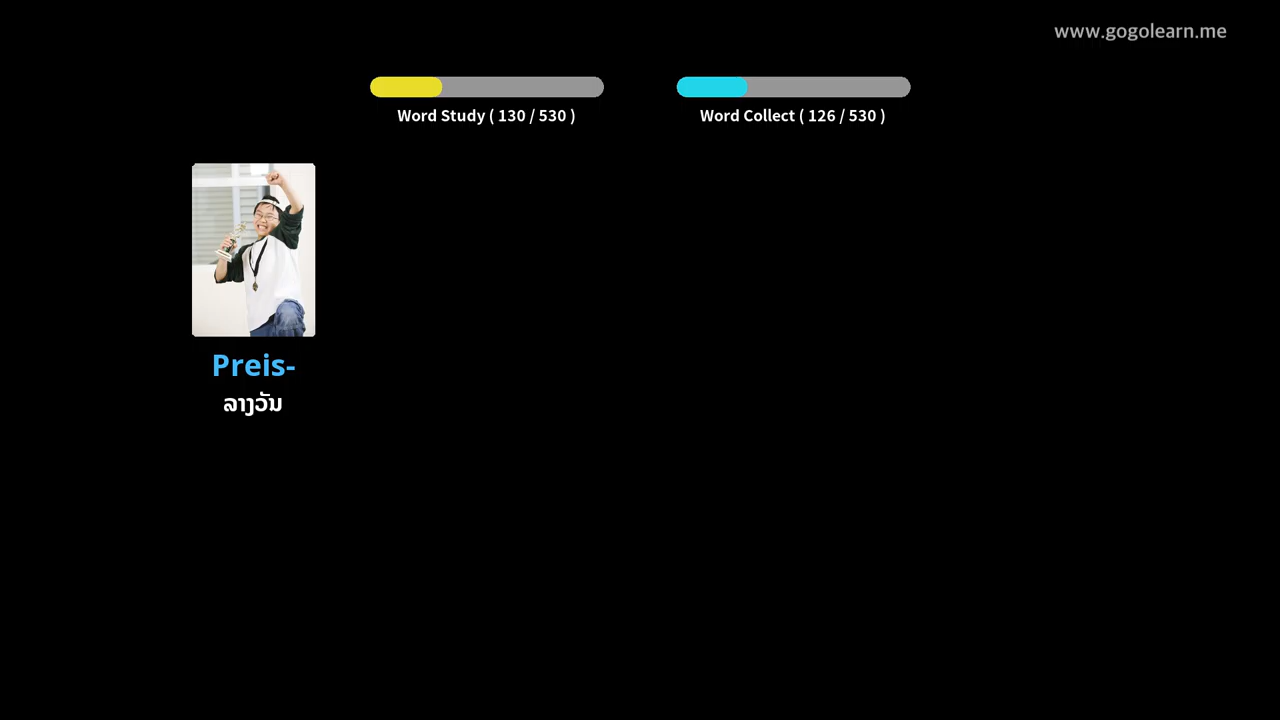 www.gogolearn.me
Word Study ( 130 / 530 )
Word Collect ( 126 / 530 )
Preis-
ລາງວັນ